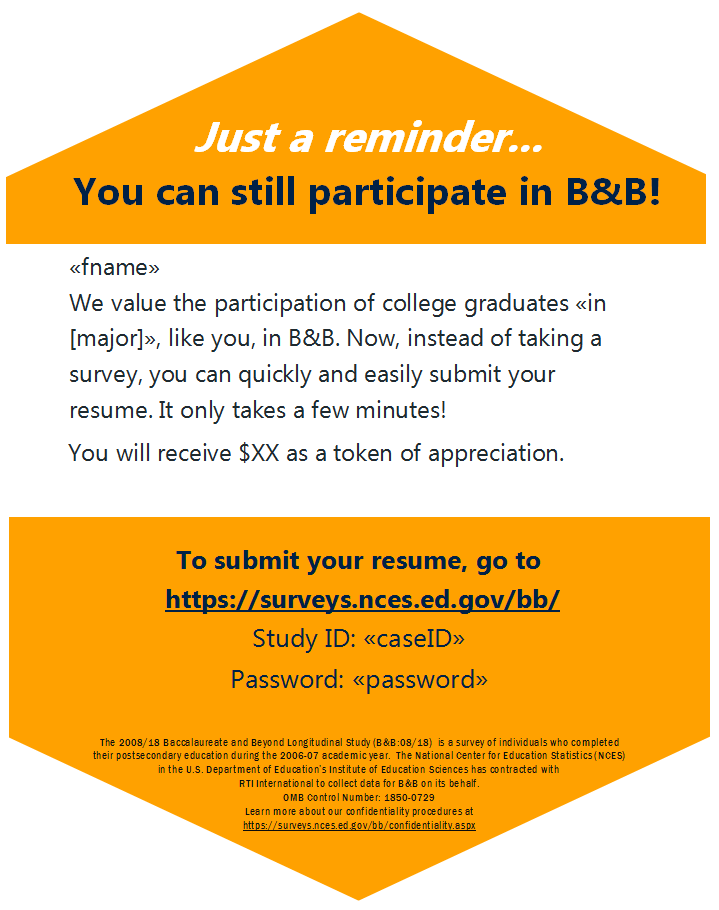 Just a reminder...
You can still participate in B&B!
«fname»
We value the participation of college graduates «in
[major]», like you, in B&B. Now, instead of taking a
survey, you can quickly and easily submit your
resume. It only takes a few minutes!
You will receive $XX as a token of appreciation.
To submit your resume, go to
https://surveys.nces.ed.gov/bb/
Study ID: «caseID»
Password: «password»
The 2008/18 Baccalaureate and Beyond Longitudinal Study (B&B:08/18) is a survey of individuals who completed
their postsecondary education during the 2006-07 academic year. The National Center for Education Statistics (NCES)
in the U.S. Department of Education's Institute of Education Sciences has contracted with
RTI International to collect data for B&B on its behalf.
OMB Control Number: 1850-0729
Learn more about our confidentiality procedures at
https://surveys.nces.ed.gov/bb/confidentiality.aspx